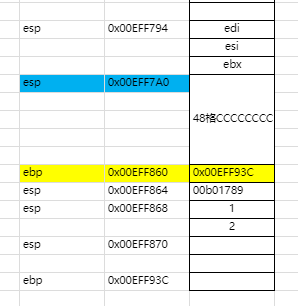 esp 0x00EFF794 edi
esi
ebx
esp 0x00EFF7A0
48格CCCCCCCC
ebp 0x00EFF860 0x00EFF93C
esp 0x00EFF864 00b01789
esp 0x00EFF868 1
2
esp 0x00EFF870
ebp 0x00EFF93C